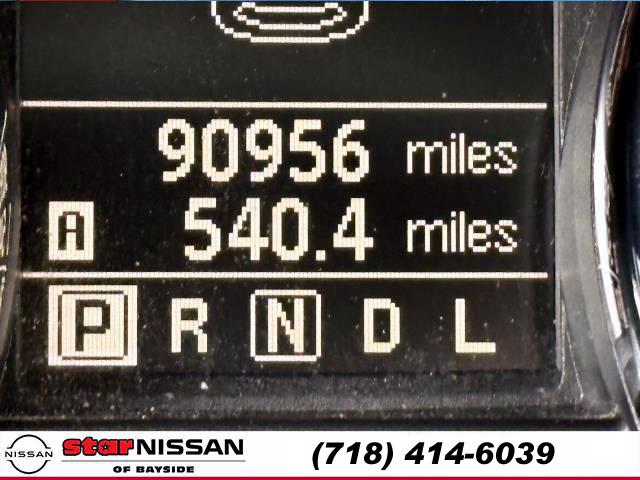 90956 miles
A 540.4 miles
P R N D L
NISSAN star NISSAN (718) 414-6039
OF BAYSIDE